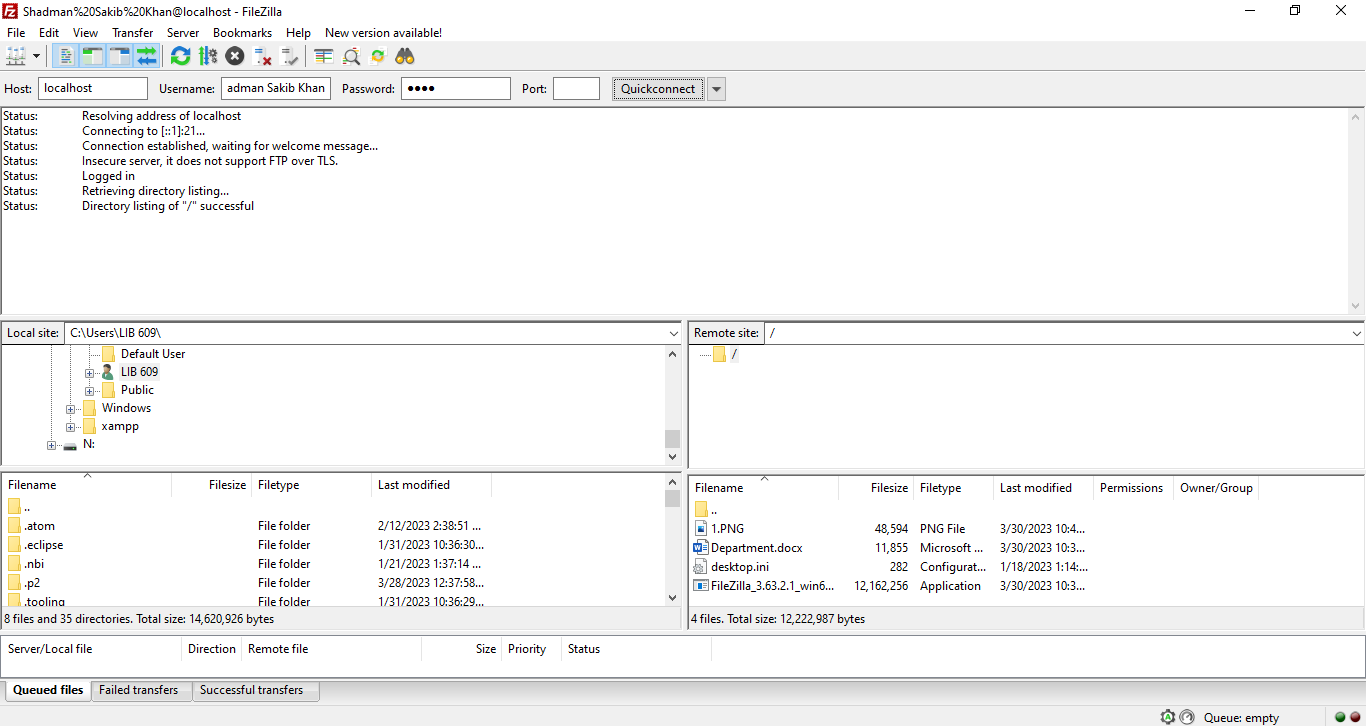 Shadman%20Sakib%20Khan@localhost - FileZilla
File Edit View Transfer Server Bookmarks Help New version available!
Host: localhost Username: adman Sakib Khan Password: ●●●● Port: Quickconnect
Status: Resolving address of localhost
Status: Connecting to [::1]:21...
Status: Connection established, waiting for welcome message...
Status: Insecure server, it does not support FTP over TLS.
Status: Logged in
Status: Retrieving directory listing...
Status: Directory listing of "/" successful
Local site: C:\Users\LIB 609\
Default User
LIB 609
Public
Windows
xampp
N:
Filename Filesize Filetype Last modified
..
.atom File folder 2/12/2023 2:38:51 ...
.eclipse File folder 1/31/2023 10:36:30...
.nbi File folder 1/21/2023 1:37:14 ...
.p2 File folder 3/28/2023 12:37:58...
.tooling File folder 1/31/2023 10:36:29...
8 files and 35 directories. Total size: 14,620,926 bytes
Remote site: /
/
Filename Filesize Filetype Last modified Permissions Owner/Group
..
1.PNG 48,594 PNG File 3/30/2023 10:4...
Department.docx 11,855 Microsoft ... 3/30/2023 10:3...
desktop.ini 282 Configurat... 1/18/2023 1:14:...
FileZilla_3.63.2.1_win6... 12,162,256 Application 3/30/2023 10:3...
4 files. Total size: 12,222,987 bytes
Server/Local file Direction Remote file Size Priority Status
Queued files Failed transfers Successful transfers
Queue: empty